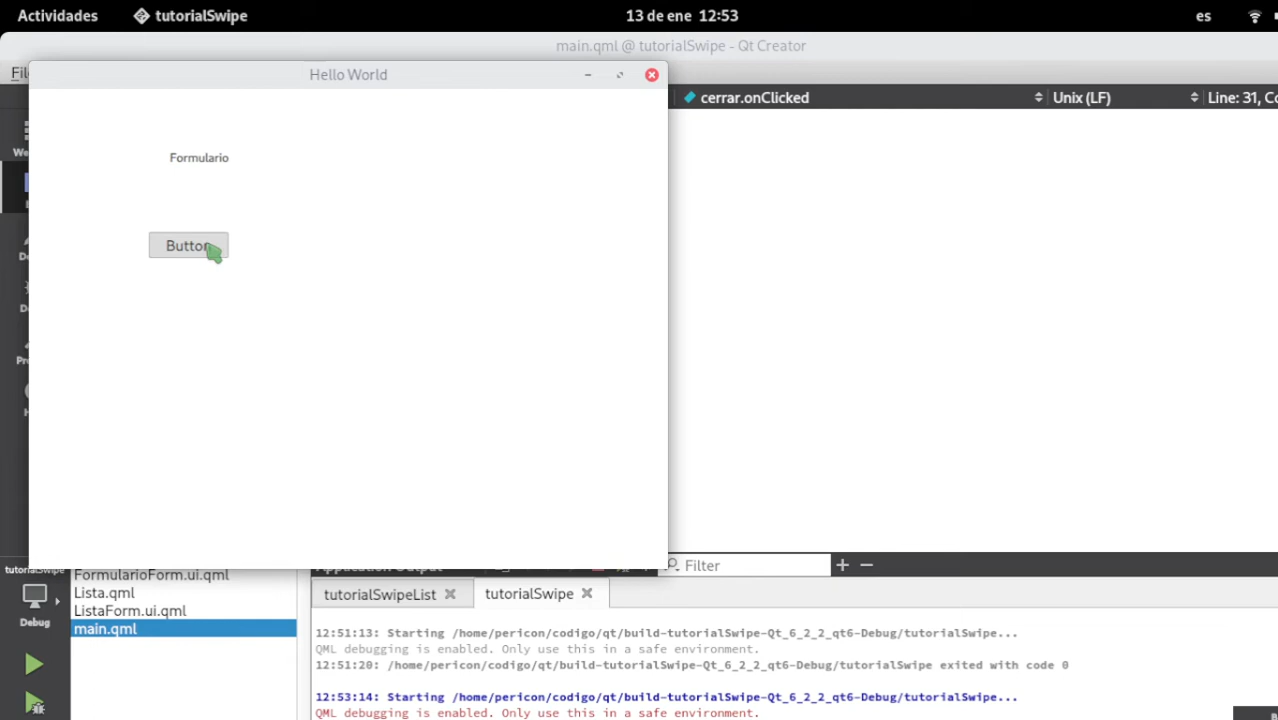 Actividades tutorialSwipe 13 de ene 12:53 es
main.qml @ tutorialSwipe - Qt Creator
Hello World
cerrar.onClicked Unix (LF) Line: 31, Co
Formulario
Button
tutorialSwipe
Debug
FormularioForm.ui.qml
Lista.qml
ListaForm.ui.qml
main.qml
Application Output Filter
tutorialSwipeList tutorialSwipe
12:51:13: Starting /home/pericon/codigo/qt/build-tutorialSwipe-Qt_6_2_2_qt6-Debug/tutorialSwipe...
QML debugging is enabled. Only use this in a safe environment.
12:51:20: /home/pericon/codigo/qt/build-tutorialSwipe-Qt_6_2_2_qt6-Debug/tutorialSwipe exited with code 0
12:53:14: Starting /home/pericon/codigo/qt/build-tutorialSwipe-Qt_6_2_2_qt6-Debug/tutorialSwipe...
QML debugging is enabled. Only use this in a safe environment.